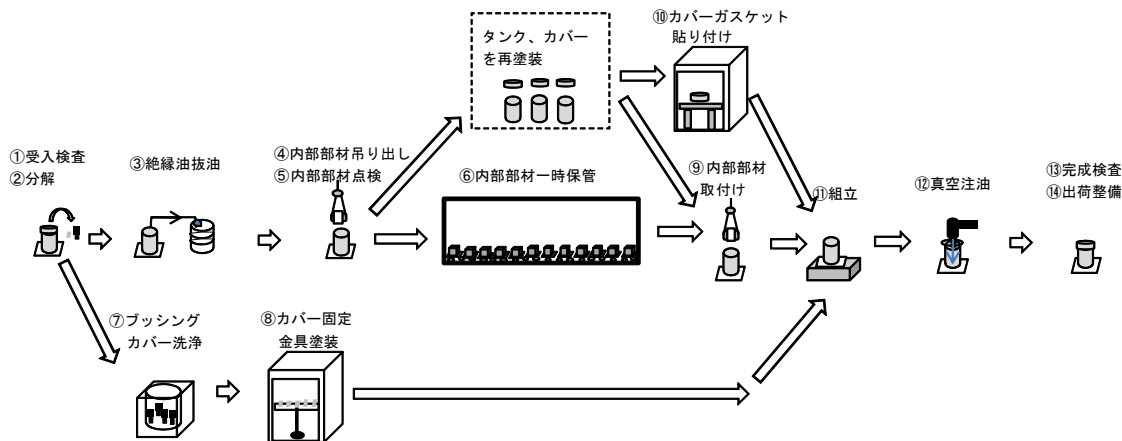 ①受入検査
②分解
③絶縁油抜油
④内部部材吊り出し
⑤内部部材点検
タンク、カバー
を再塗装
⑥内部部材一時保管
⑦ブッシング
カバー洗浄
⑧カバー固定
金具塗装
⑨内部部材
取付け
⑩カバーガスケット
貼り付け
⑪組立
⑫真空注油
⑬完成検査
⑭出荷整備